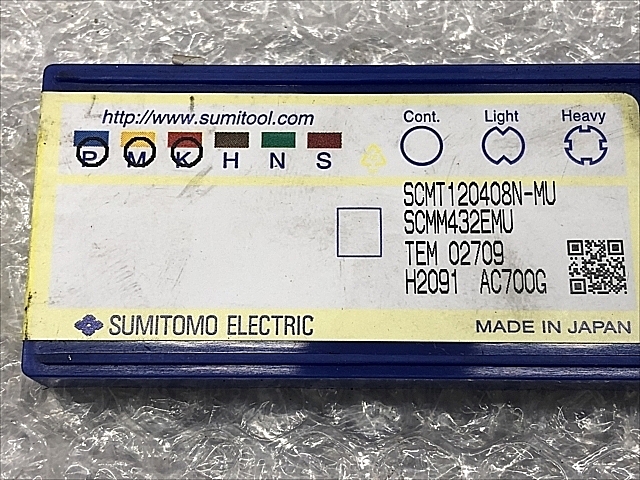 http://www.sumitool.com
Cont. Light Heavy
P M K H N S
SCMT120408N-MU
SCMM432EMU
TEM 02709
H2091 AC700G
SUMITOMO ELECTRIC
MADE IN JAPAN